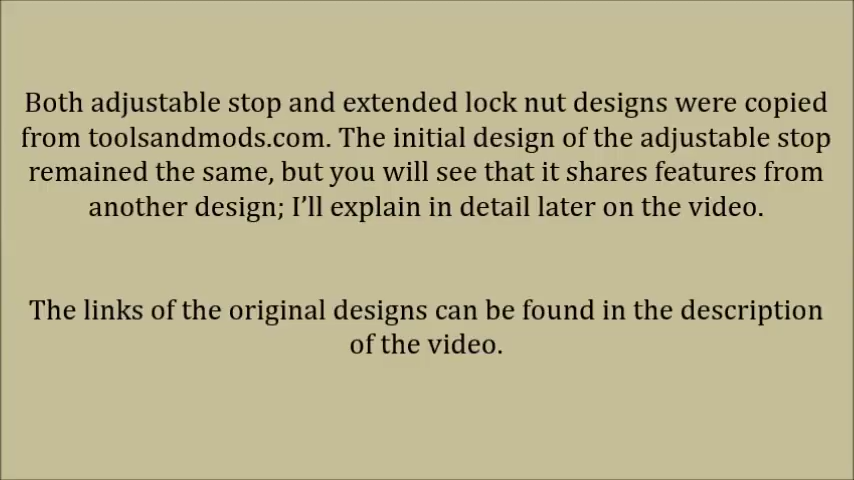 Both adjustable stop and extended lock nut designs were copied
from toolsandmods.com. The initial design of the adjustable stop
remained the same, but you will see that it shares features from
another design; I’ll explain in detail later on the video.
The links of the original designs can be found in the description
of the video.